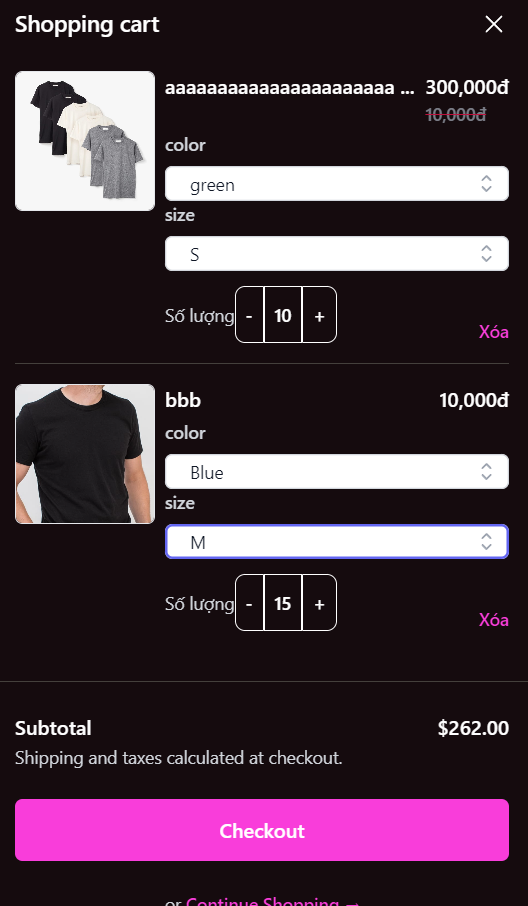 Shopping cart
aaaaaaaaaaaaaaaaaaaaaa ... 300,000đ
10,000đ
color
green
size
S
Số lượng - 10 +
Xóa
bbb 10,000đ
color
Blue
size
M
Số lượng - 15 +
Xóa
Subtotal $262.00
Shipping and taxes calculated at checkout.
Checkout
or Continue Shopping →